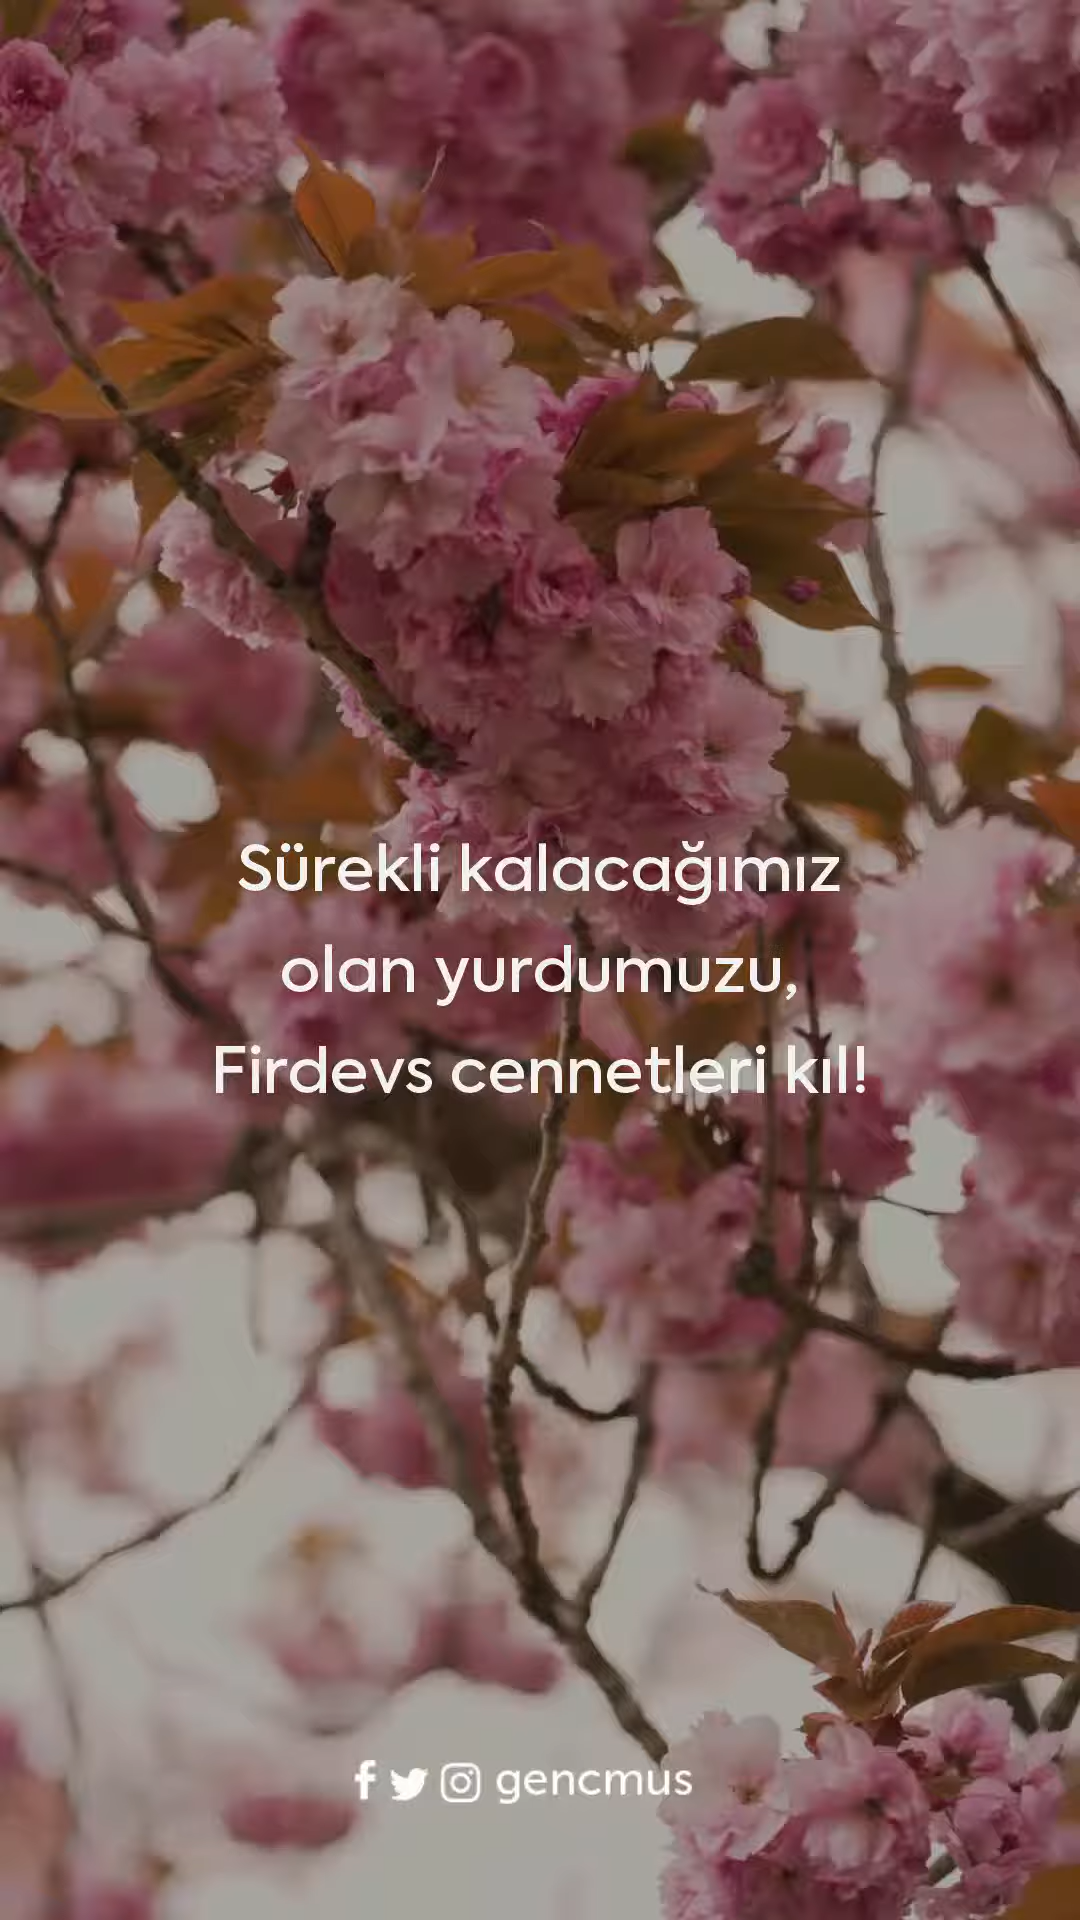 Sürekli kalacağımız
olan yurdumuzu,
Firdevs cennetleri kıl!
gencmus